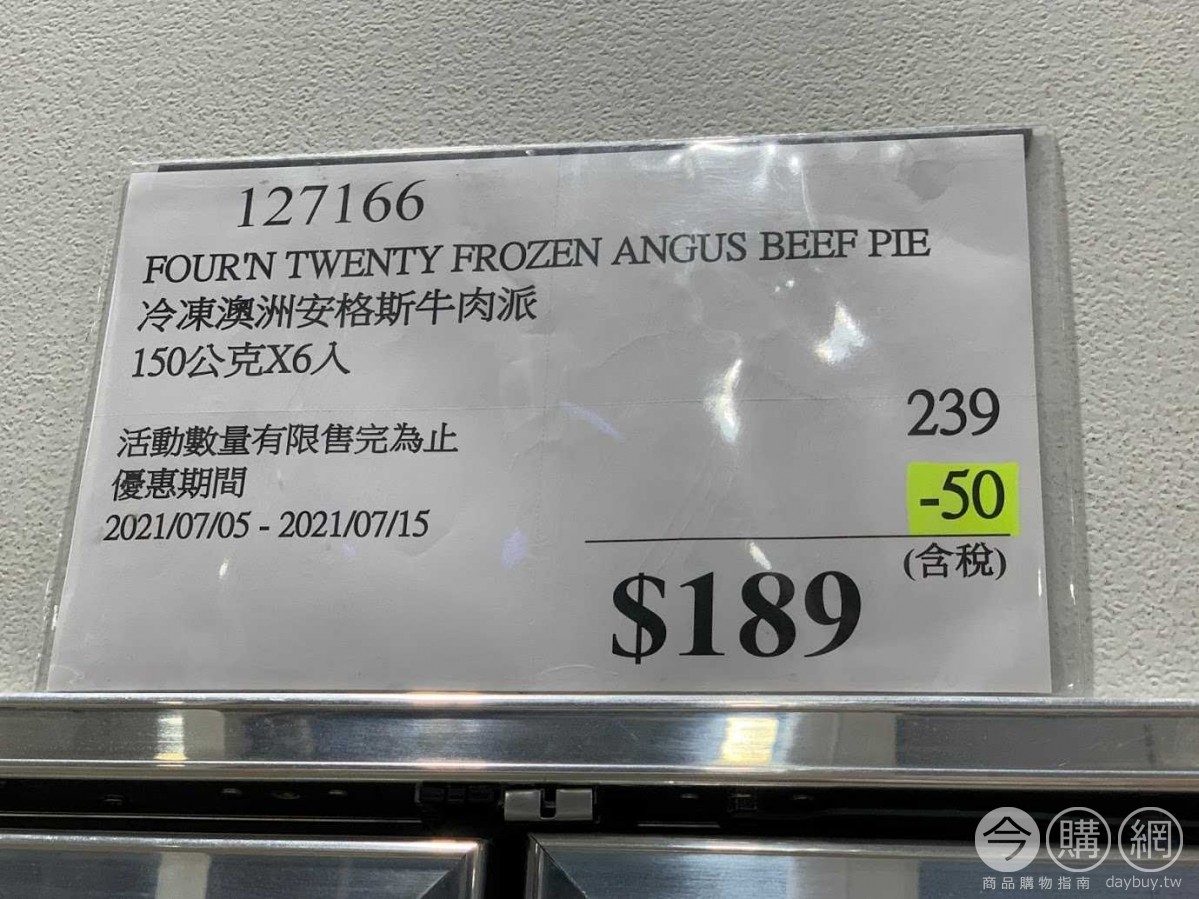 127166
FOUR'N TWENTY FROZEN ANGUS BEEF PIE
冷凍澳洲安格斯牛肉派
150公克X6入
239
活動數量有限售完為止
優惠期間
-50
2021/07/05 - 2021/07/15
(含稅)
$189
今購網
商品購物指南 daybuy.tw